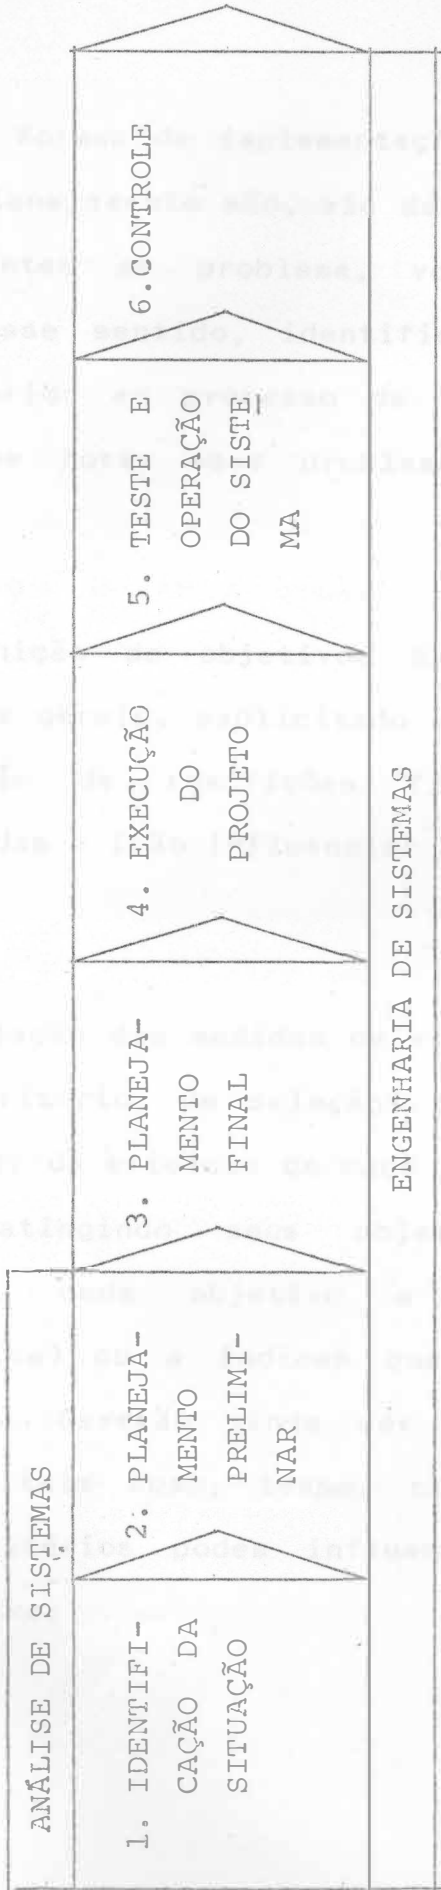 ANÁLISE DE SISTEMAS
1. IDENTIFI-
CAÇÃO DA
SITUAÇÃO
2. PLANEJA-
MENTO
PRELIMI-
NAR
3. PLANEJA-
MENTO
FINAL
4. EXECUÇÃO
DO
PROJETO
5. TESTE E
OPERAÇÃO
DO SISTE
MA
6.CONTROLE
ENGENHARIA DE SISTEMAS